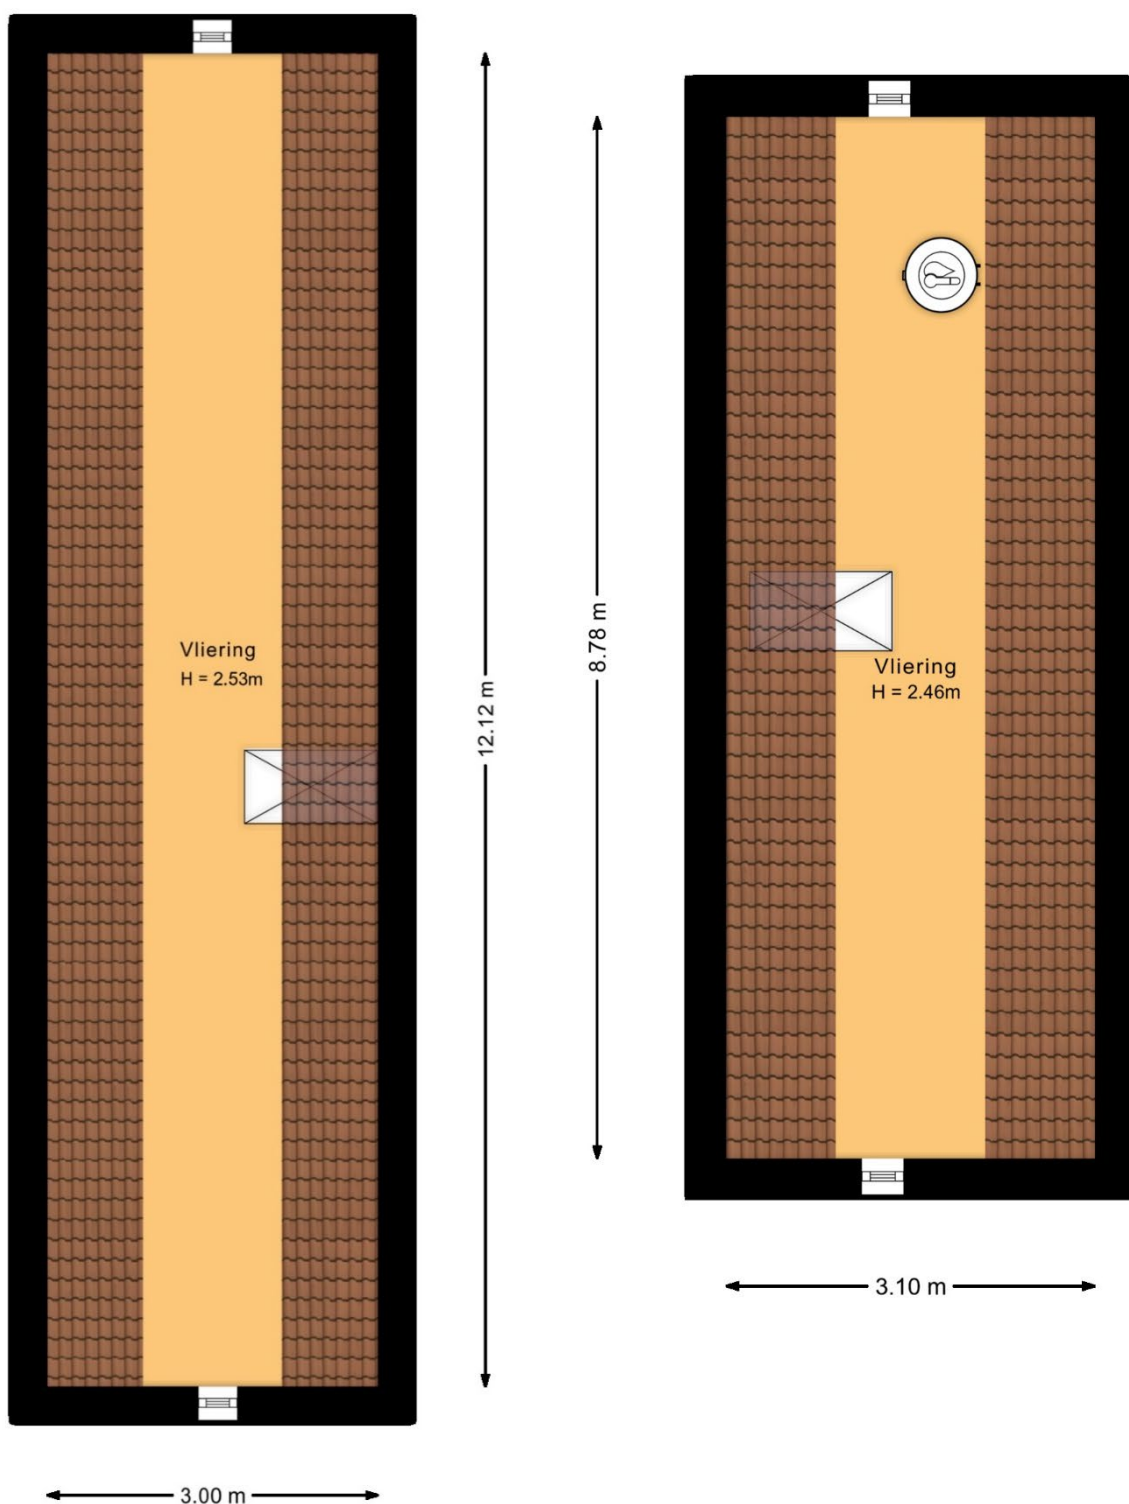 Vliering
H = 2.53m
12.12 m
3.00 m
8.78 m
Vliering
H = 2.46m
3.10 m